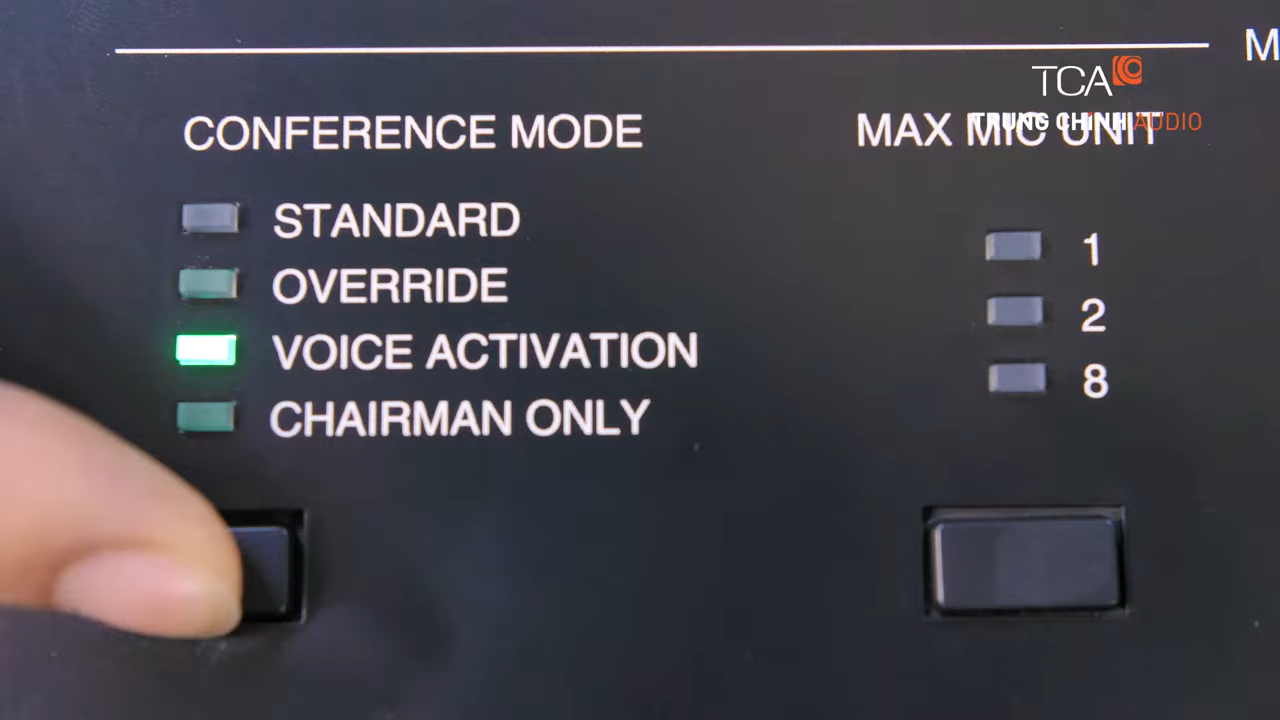 M
TCA
CONFERENCE MODE
MAX MIC UNIT
TRUNG CHINH AUDIO
STANDARD
OVERRIDE
VOICE ACTIVATION
CHAIRMAN ONLY
1
2
8